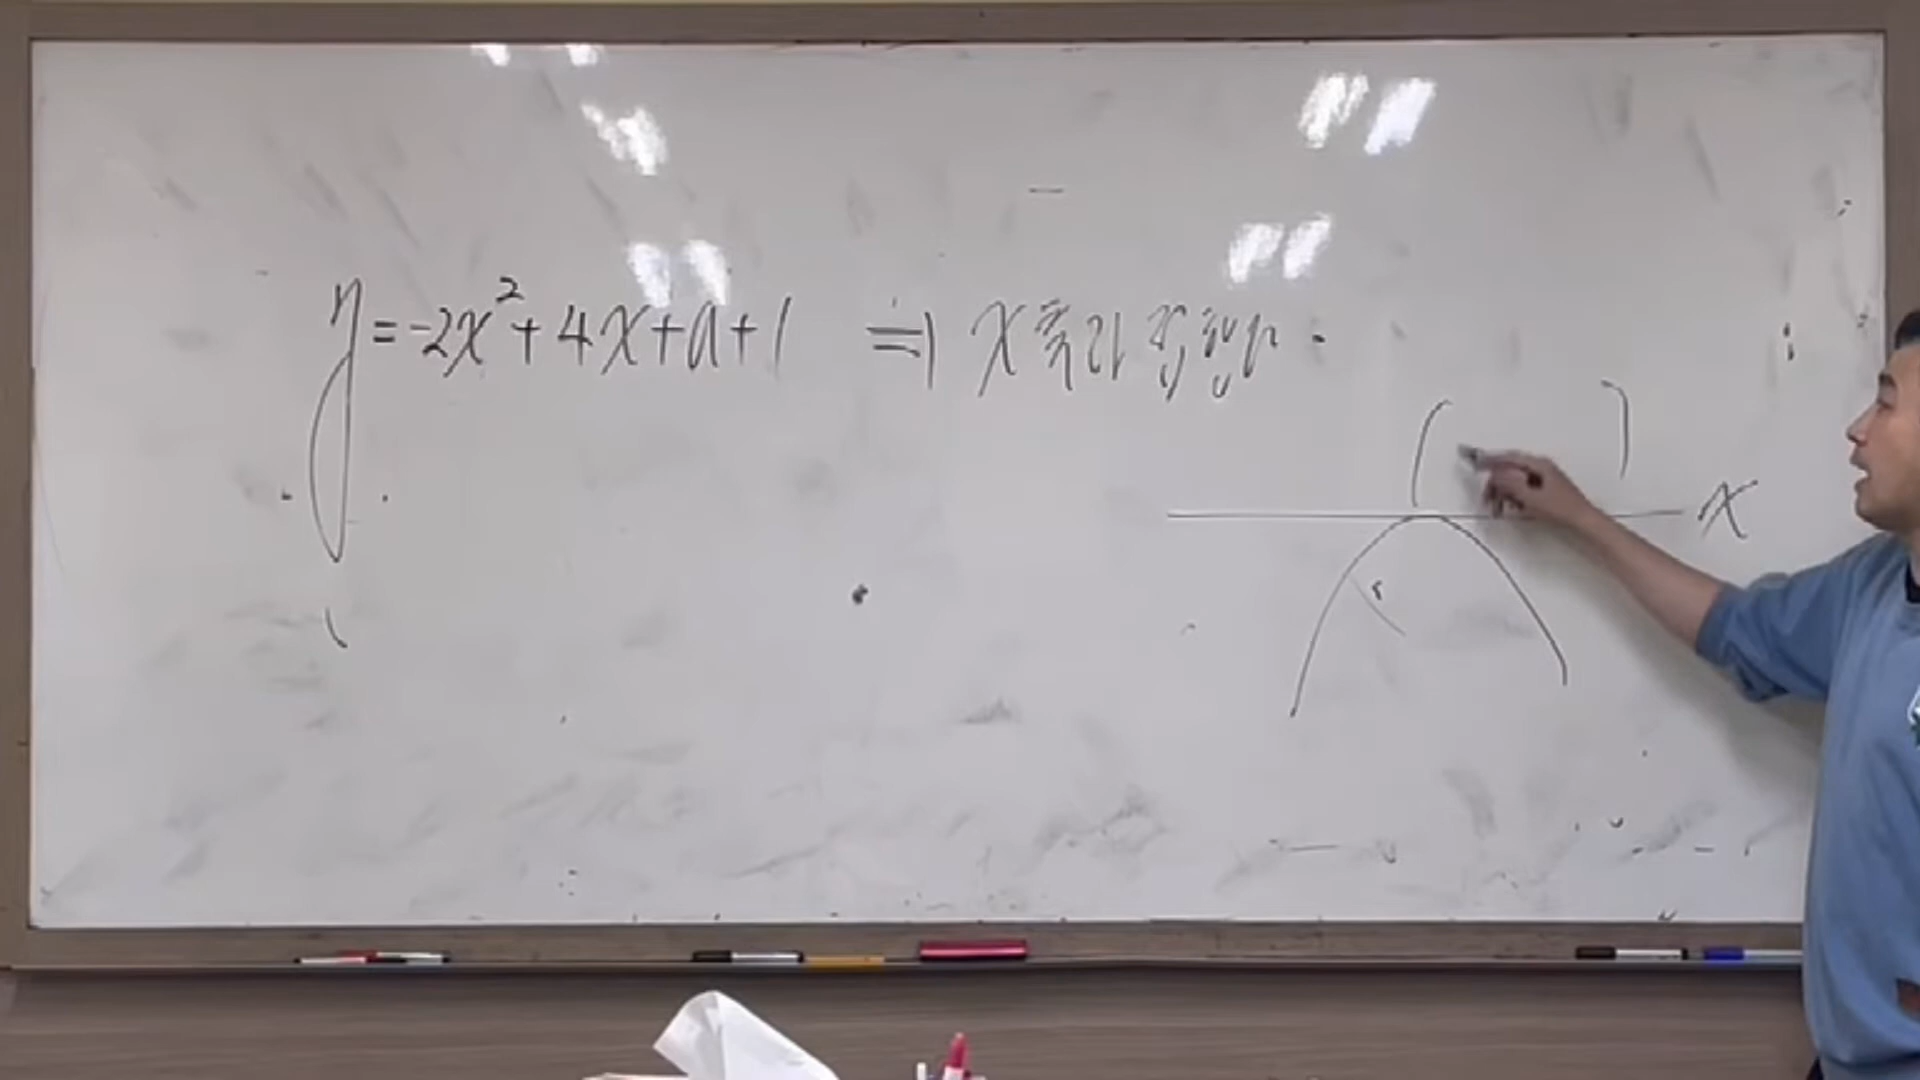 y = -2x² + 4x + a + 1 ⇒ x축과 접한다.
x